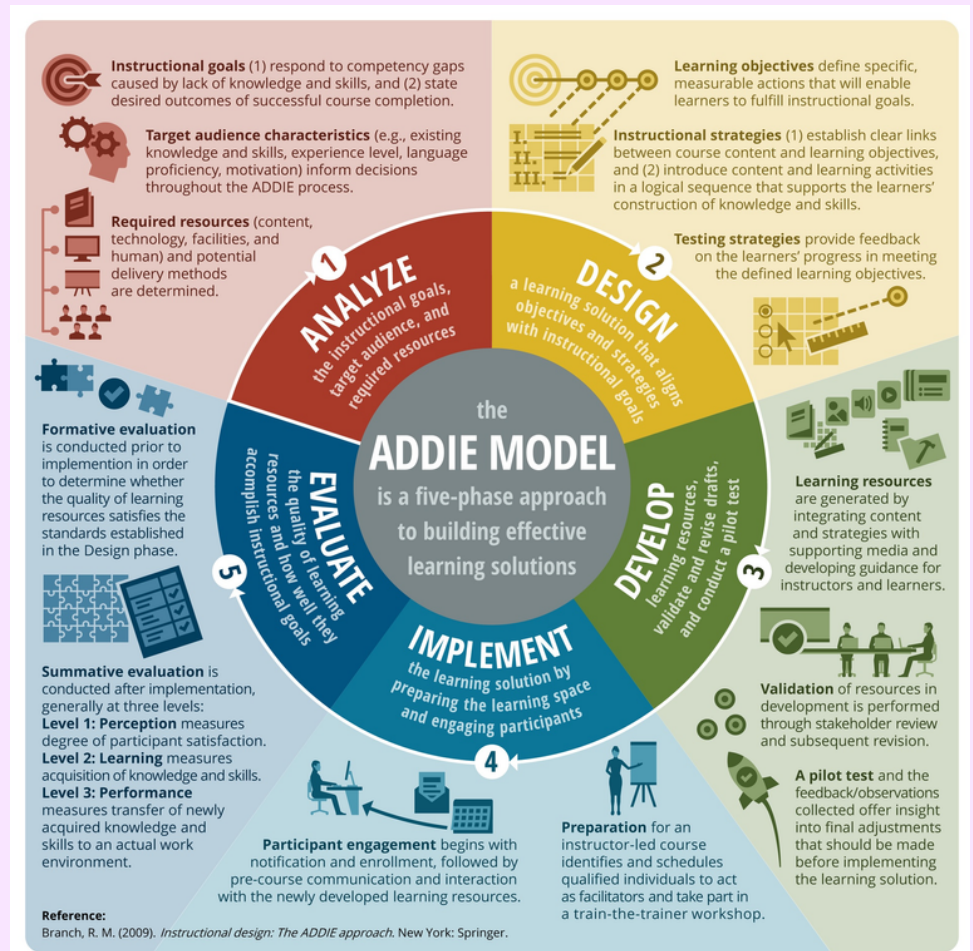 Instructional goals (1) respond to competency gaps
caused by lack of knowledge and skills, and (2) state
desired outcomes of successful course completion.
Target audience characteristics (e.g., existing
knowledge and skills, experience level, language
proficiency, motivation) inform decisions
throughout the ADDIE process.
Required resources (content,
technology, facilities, and
human) and potential
delivery methods
are determined.
Learning objectives define specific,
measurable actions that will enable
learners to fulfill instructional goals.
I.
II.
III.
Instructional strategies (1) establish clear links
between course content and learning objectives,
and (2) introduce content and learning activities
in a logical sequence that supports the learners'
construction of knowledge and skills.
Testing strategies provide feedback
on the learners' progress in meeting
the defined learning objectives.
1
ANALYZE
the instructional goals,
target audience, and
required resources
2
DESIGN
a learning solution that aligns
objectives and strategies
with instructional goals
the
ADDIE MODEL
is a five-phase approach
to building effective
learning solutions
3
DEVELOP
learning resources,
validate and revise drafts,
and conduct a pilot test
Learning resources
are generated by
integrating content
and strategies with
supporting media and
developing guidance for
instructors and learners.
Validation of resources in
development is performed
through stakeholder review
and subsequent revision.
A pilot test and the
feedback/observations
collected offer insight
into final adjustments
that should be made
before implementing
the learning solution.
IMPLEMENT
the learning solution by
preparing the learning space
and engaging participants
4
Participant engagement begins with
notification and enrollment, followed by
pre-course communication and interaction
with the newly developed learning resources.
Preparation for an
instructor-led course
identifies and schedules
qualified individuals to act
as facilitators and take part in
a train-the-trainer workshop.
5
EVALUATE
the quality of learning
resources and how well they
accomplish instructional goals
Formative evaluation
is conducted prior to
implemention in order
to determine whether
the quality of learning
resources satisfies the
standards established
in the Design phase.
Summative evaluation is
conducted after implementation,
generally at three levels:
Level 1: Perception measures
degree of participant satisfaction.
Level 2: Learning measures
acquisition of knowledge and skills.
Level 3: Performance
measures transfer of newly
acquired knowledge and
skills to an actual work
environment.
Reference:
Branch, R. M. (2009). Instructional design: The ADDIE approach. New York: Springer.